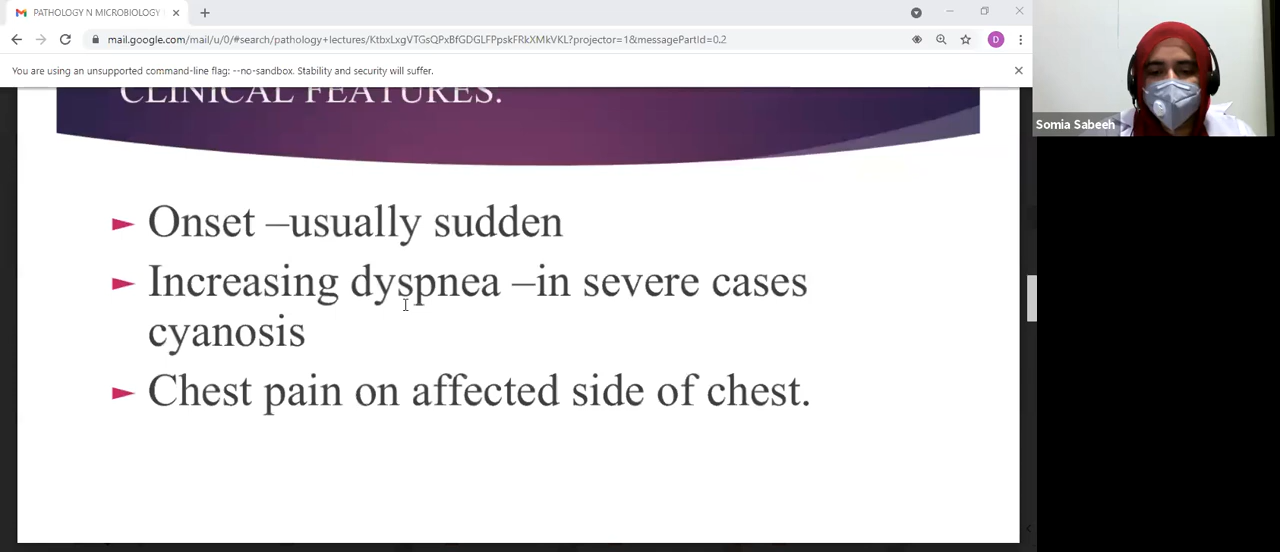 PATHOLOGY N MICROBIOLOGY
mail.google.com/mail/u/0/#search/pathology+lectures/KtbxLxgVTGsQPxBfGDGLFPpskFRkXMkVKL?projector=1&messagePartId=0.2
D
You are using an unsupported command-line flag: --no-sandbox. Stability and security will suffer.
CLINICAL FEATURES.
Somia Sabeeh
► Onset –usually sudden
► Increasing dyspnea –in severe cases
cyanosis
► Chest pain on affected side of chest.